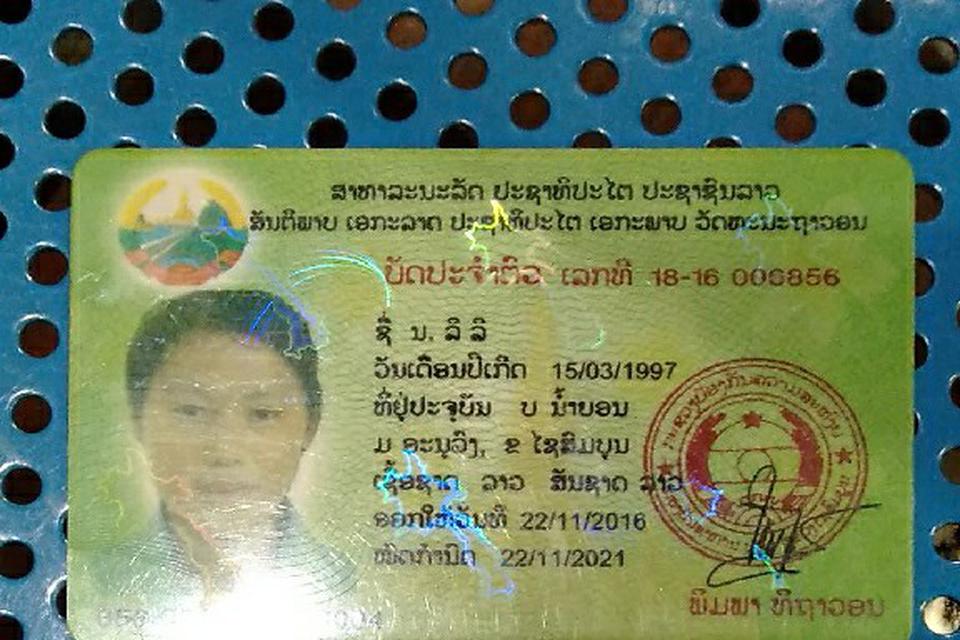 ສາທາລະນະລັດ ປະຊາທິປະໄຕ ປະຊາຊົນລາວ
ສັນຕິພາບ ເອກະລາດ ປະຊາທິປະໄຕ ເອກະພາບ ວັດທະນະຖາວອນ
ບັດປະຈຳຕົວ ເລກທີ 18-16 006856
ຊື່ ນ. ລິ ລິ
ວັນເດືອນປີເກີດ 15/03/1997
ທີ່ຢູ່ປະຈຸບັນ ບ ນ້ຳຍອນ
ມ ອະນຸວົງ, ຂ ໄຊສົມບູນ
ເຊື້ອຊາດ ລາວ ສັນຊາດ ລາວ
ອອກໃຫ້ວັນທີ 22/11/2016
ໝົດກຳນົດ 22/11/2021
ພິມພາ ທິຖາວອນ